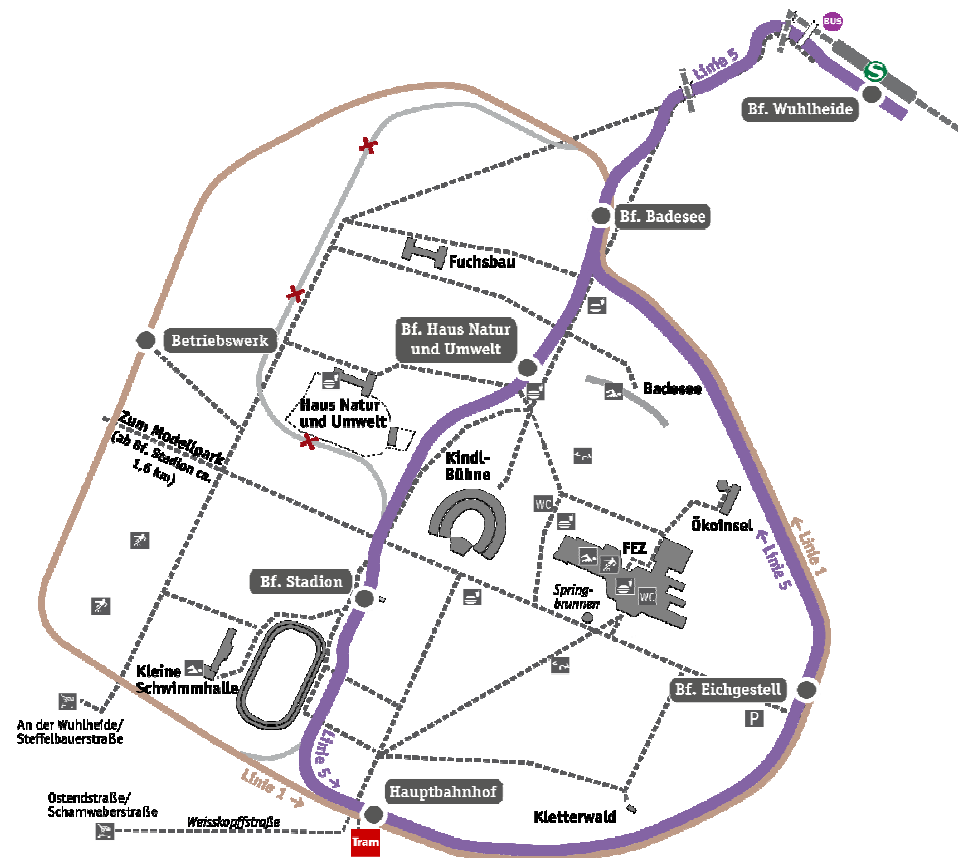 BUS
Linie 5
S
Bf. Wuhlheide
Bf. Badesee
Fuchsbau
Bf. Haus Natur
und Umwelt
Betriebswerk
Badesee
Haus Natur
und Umwelt
Zum Modellpark
(ab Bf. Stadion ca.
1,6 km)
Kindl-
Bühne
WC
Ökoinsel
FFZ
← Linie 1
← Linie 5
Bf. Stadion
Spring-
brunnen
WC
Kleine
Schwimmhalle
Bf. Eichgestell
P
An der Wuhlheide/
Steffelbauerstraße
Linie 5 →
Linie 1 →
Hauptbahnhof
Ostendstraße/
Scharnweberstraße
Weisskopffstraße
Kletterwald
Tram